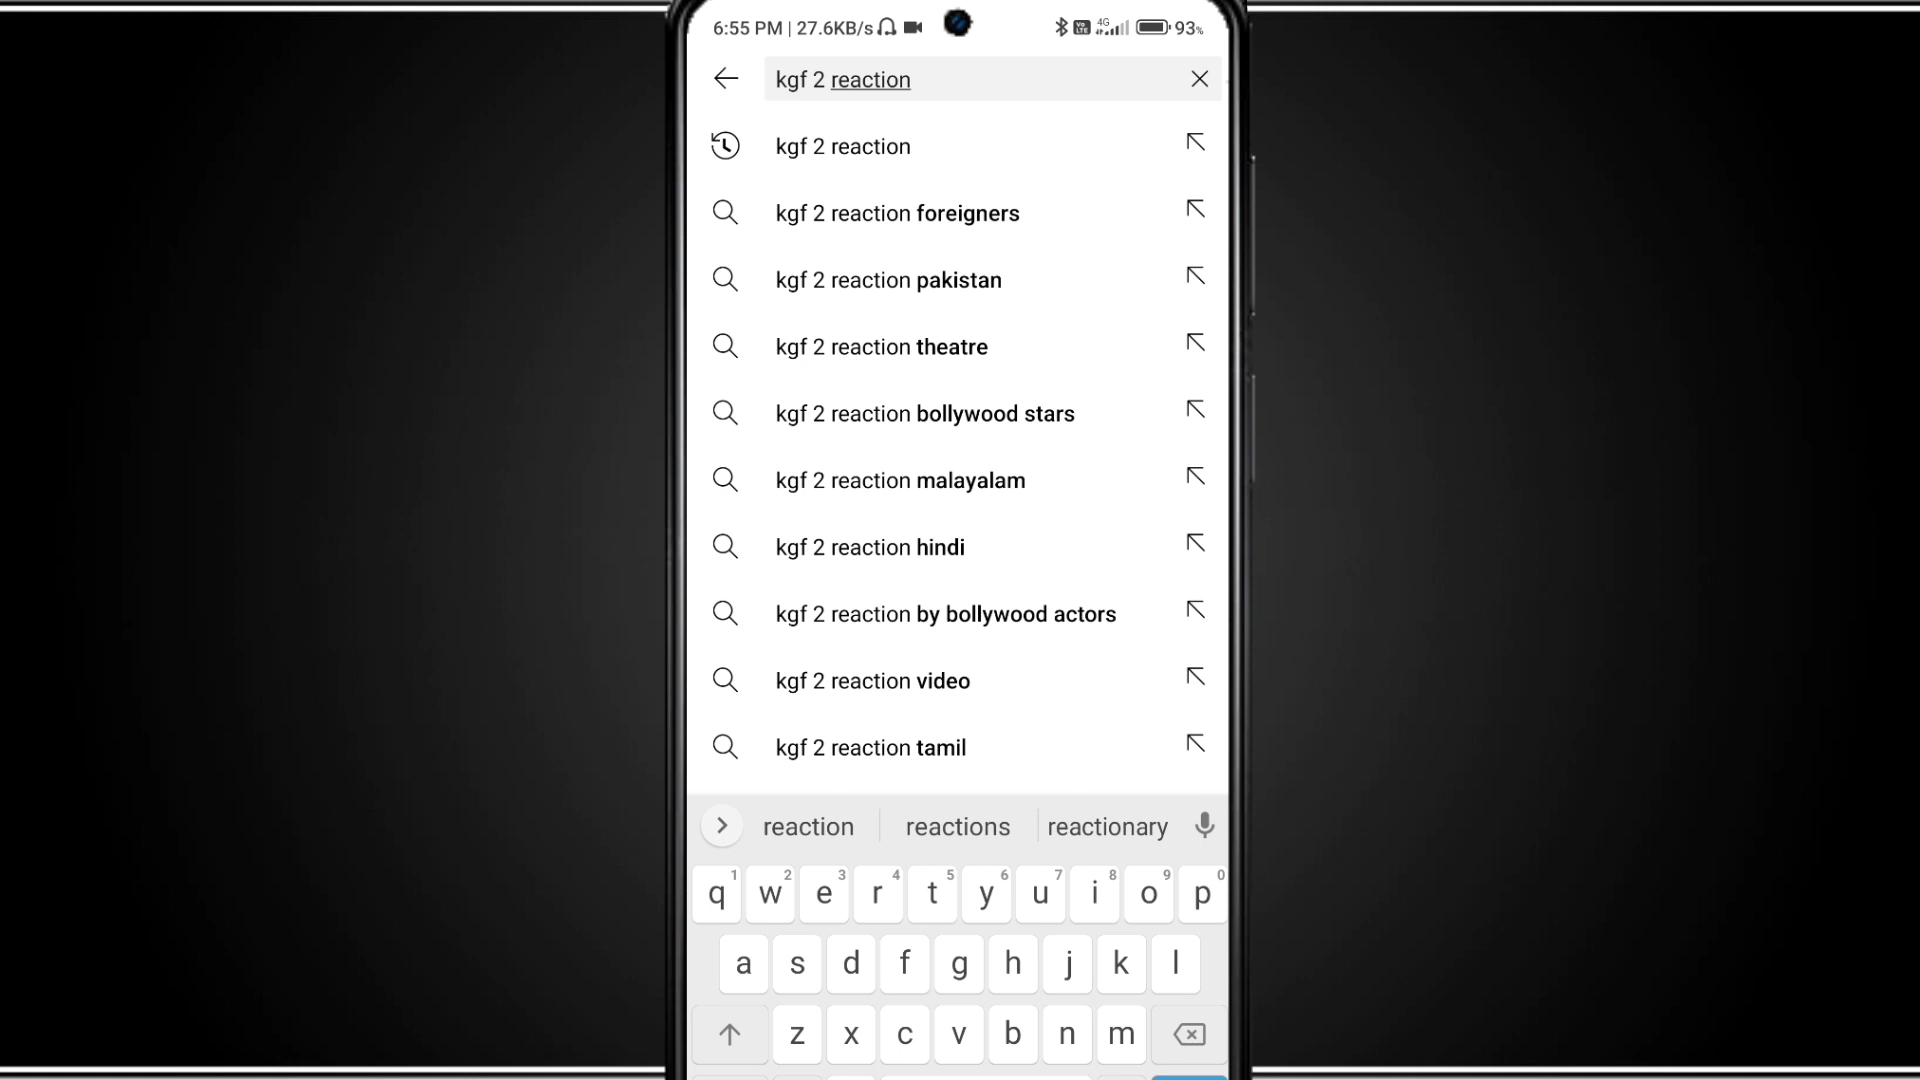 6:55 PM | 27.6KB/s Vo LTE 4G 93%
kgf 2 reaction
kgf 2 reaction
kgf 2 reaction foreigners
kgf 2 reaction pakistan
kgf 2 reaction theatre
kgf 2 reaction bollywood stars
kgf 2 reaction malayalam
kgf 2 reaction hindi
kgf 2 reaction by bollywood actors
kgf 2 reaction video
kgf 2 reaction tamil
reaction reactions reactionary
q 1 w 2 e 3 r 4 t 5 y 6 u 7 i 8 o 9 p 0
a s d f g h j k l
z x c v b n m